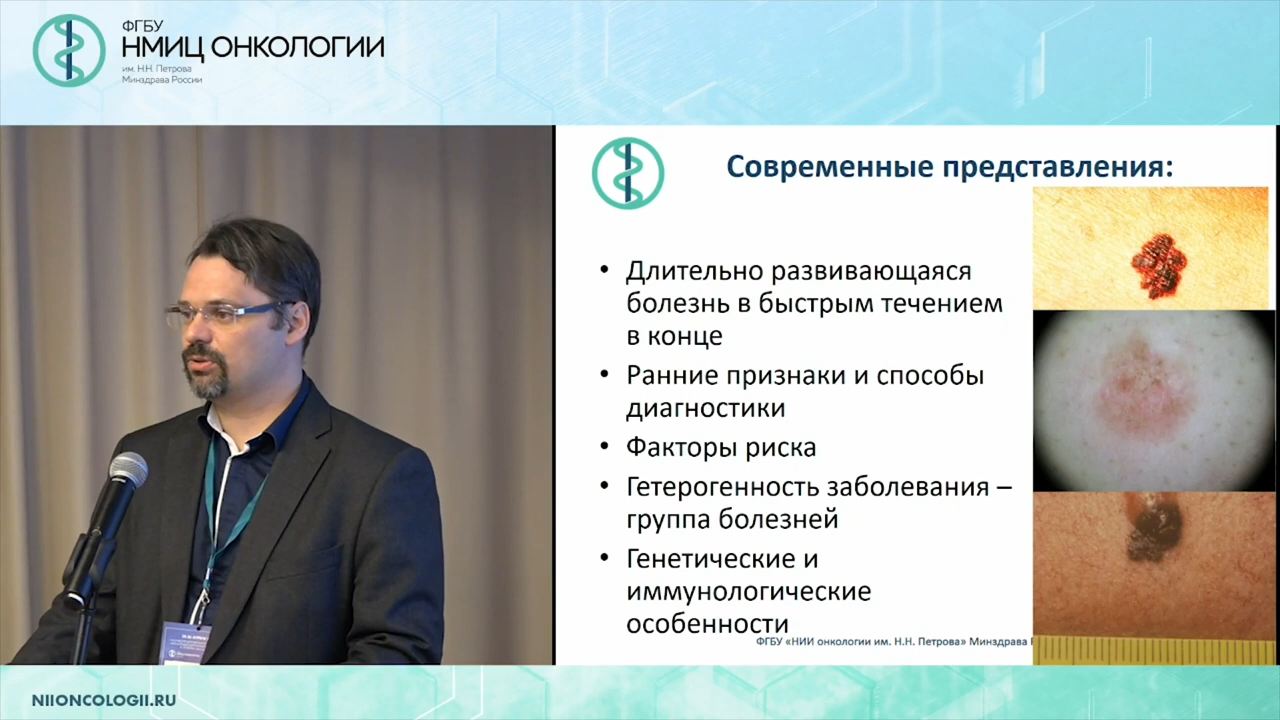 ФГБУ
НМИЦ ОНКОЛОГИИ
им. Н.Н. Петрова
Минздрава России
Современные представления:
• Длительно развивающаяся
болезнь в быстрым течением
в конце
• Ранние признаки и способы
диагностики
• Факторы риска
• Гетерогенность заболевания –
группа болезней
• Генетические и
иммунологические
особенности
ФГБУ «НИИ онкологии им. Н.Н. Петрова» Минздрава
NIIONCOLOGII.RU